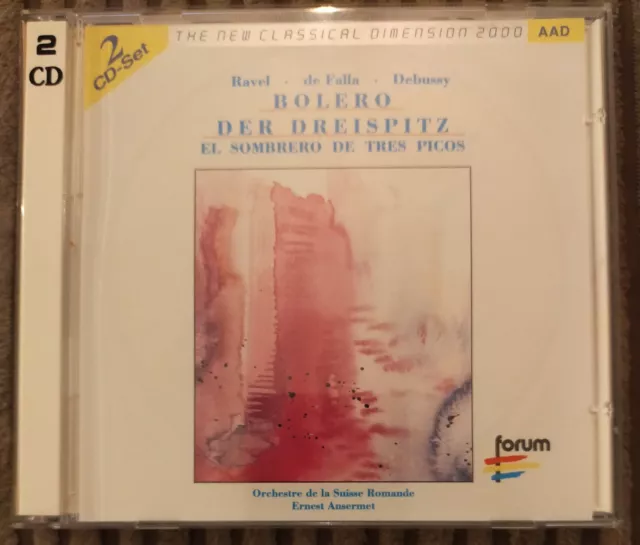 2
CD
2
CD-Set
THE NEW CLASSICAL DIMENSION 2000
AAD
Ravel · de Falla · Debussy
BOLERO
DER DREISPITZ
EL SOMBRERO DE TRES PICOS
forum
Orchestre de la Suisse Romande
Ernest Ansermet